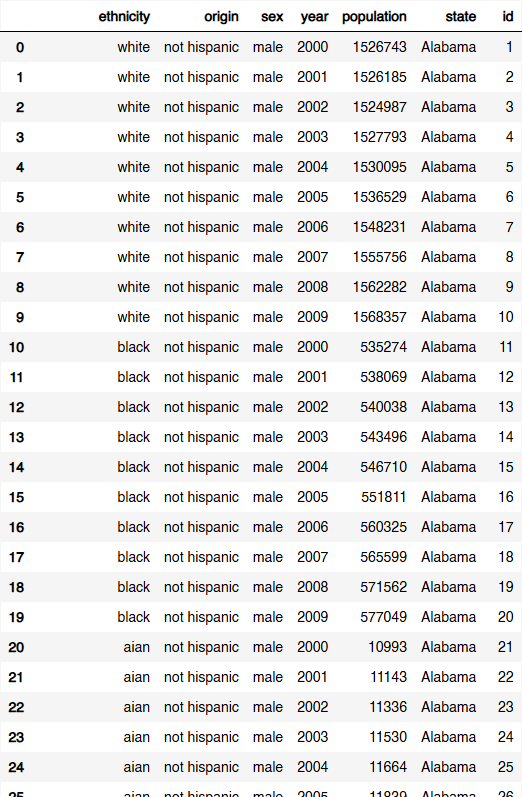 ethnicity origin sex year population state id
0 white not hispanic male 2000 1526743 Alabama 1
1 white not hispanic male 2001 1526185 Alabama 2
2 white not hispanic male 2002 1524987 Alabama 3
3 white not hispanic male 2003 1527793 Alabama 4
4 white not hispanic male 2004 1530095 Alabama 5
5 white not hispanic male 2005 1536529 Alabama 6
6 white not hispanic male 2006 1548231 Alabama 7
7 white not hispanic male 2007 1555756 Alabama 8
8 white not hispanic male 2008 1562282 Alabama 9
9 white not hispanic male 2009 1568357 Alabama 10
10 black not hispanic male 2000 535274 Alabama 11
11 black not hispanic male 2001 538069 Alabama 12
12 black not hispanic male 2002 540038 Alabama 13
13 black not hispanic male 2003 543496 Alabama 14
14 black not hispanic male 2004 546710 Alabama 15
15 black not hispanic male 2005 551811 Alabama 16
16 black not hispanic male 2006 560325 Alabama 17
17 black not hispanic male 2007 565599 Alabama 18
18 black not hispanic male 2008 571562 Alabama 19
19 black not hispanic male 2009 577049 Alabama 20
20 aian not hispanic male 2000 10993 Alabama 21
21 aian not hispanic male 2001 11143 Alabama 22
22 aian not hispanic male 2002 11336 Alabama 23
23 aian not hispanic male 2003 11530 Alabama 24
24 aian not hispanic male 2004 11664 Alabama 25
25 aian not hispanic male 2005 Alabama 26